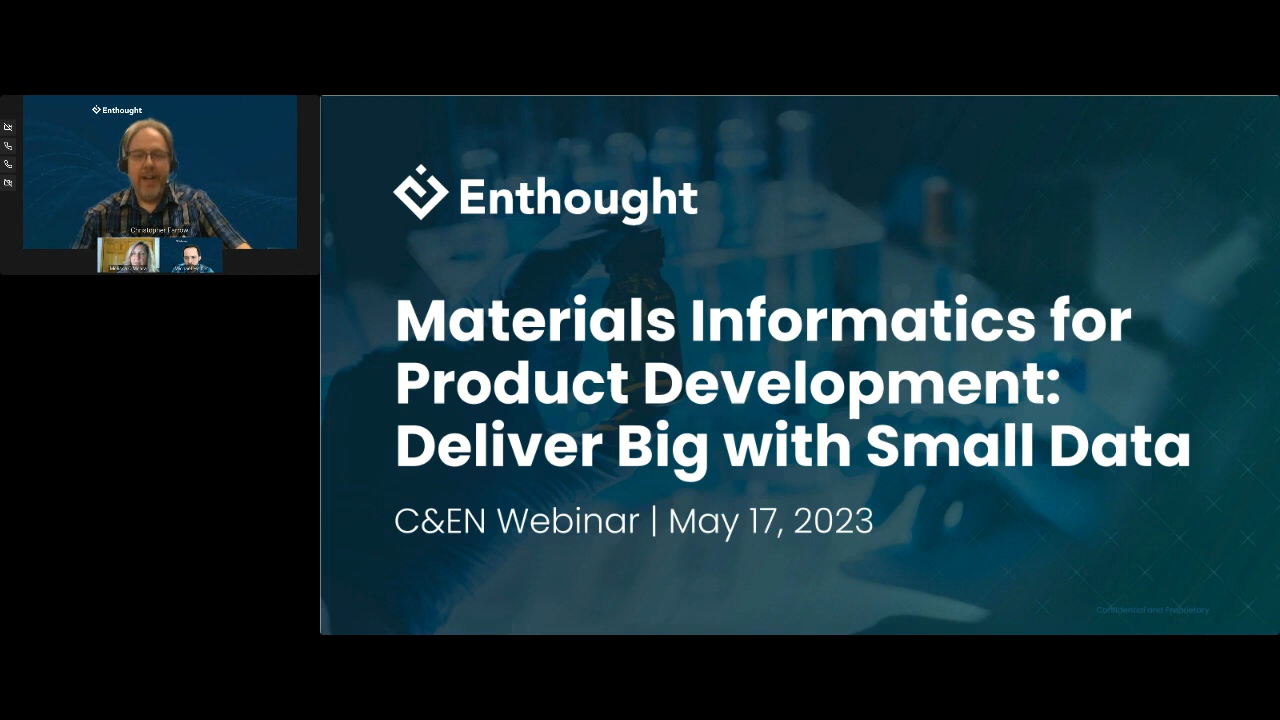 Enthought
Christopher Farrow
Enthought
Materials Informatics for
Product Development:
Deliver Big with Small Data
C&EN Webinar | May 17, 2023
Confidential and Proprietary